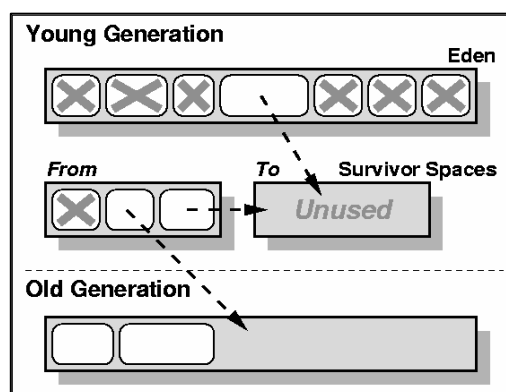 Young Generation
Eden
From
To
Survivor Spaces
Unused
Old Generation